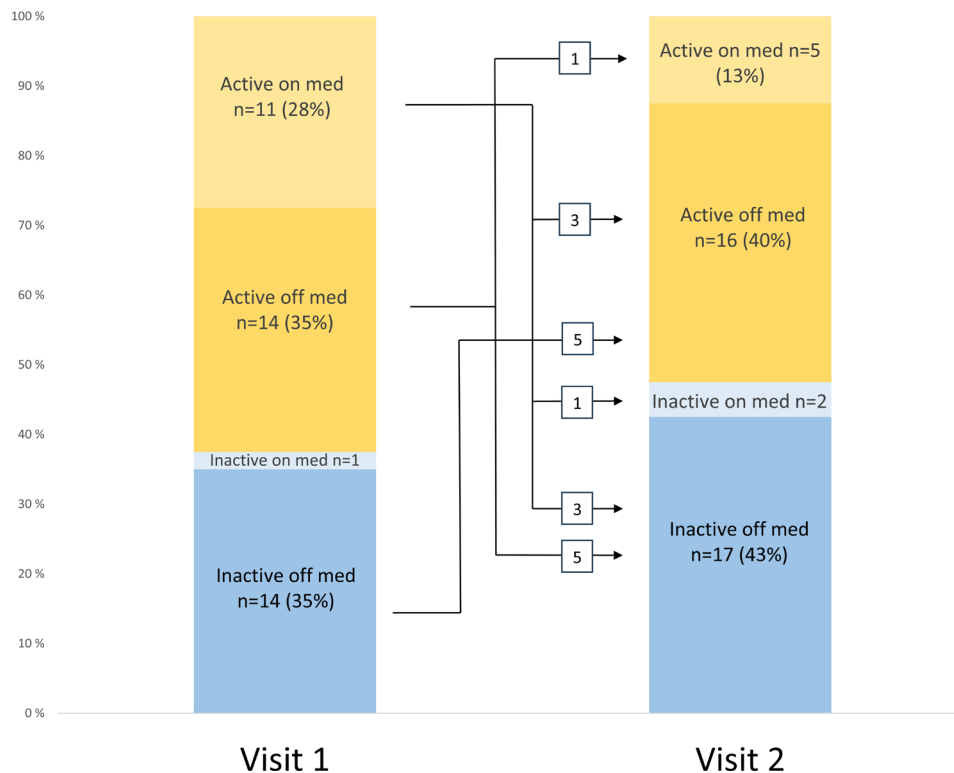 100 %
90 %
80 %
70 %
60 %
50 %
40 %
30 %
20 %
10 %
0 %
Active on med
n=11 (28%)
Active off med
n=14 (35%)
Inactive on med n=1
Inactive off med
n=14 (35%)
1
3
5
1
3
5
Active on med n=5
(13%)
Active off med
n=16 (40%)
Inactive on med n=2
Inactive off med
n=17 (43%)
Visit 1
Visit 2